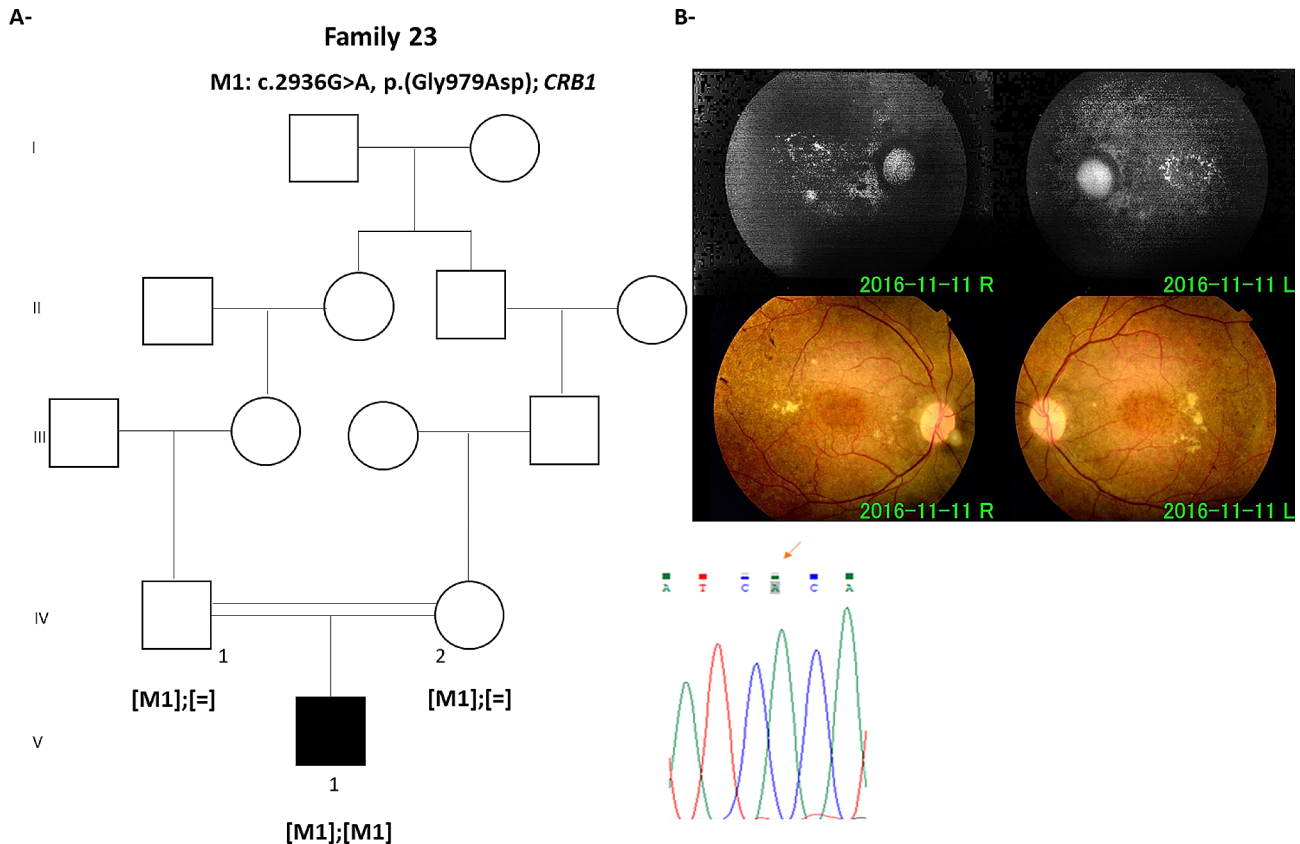 A-
Family 23
M1: c.2936G>A, p.(Gly979Asp); CRB1
I
II
III
IV
1
2
[M1];[=]
[M1];[=]
V
1
[M1];[M1]
B-
2016-11-11 R
2016-11-11 L
2016-11-11 R
2016-11-11 L
A T C A C A